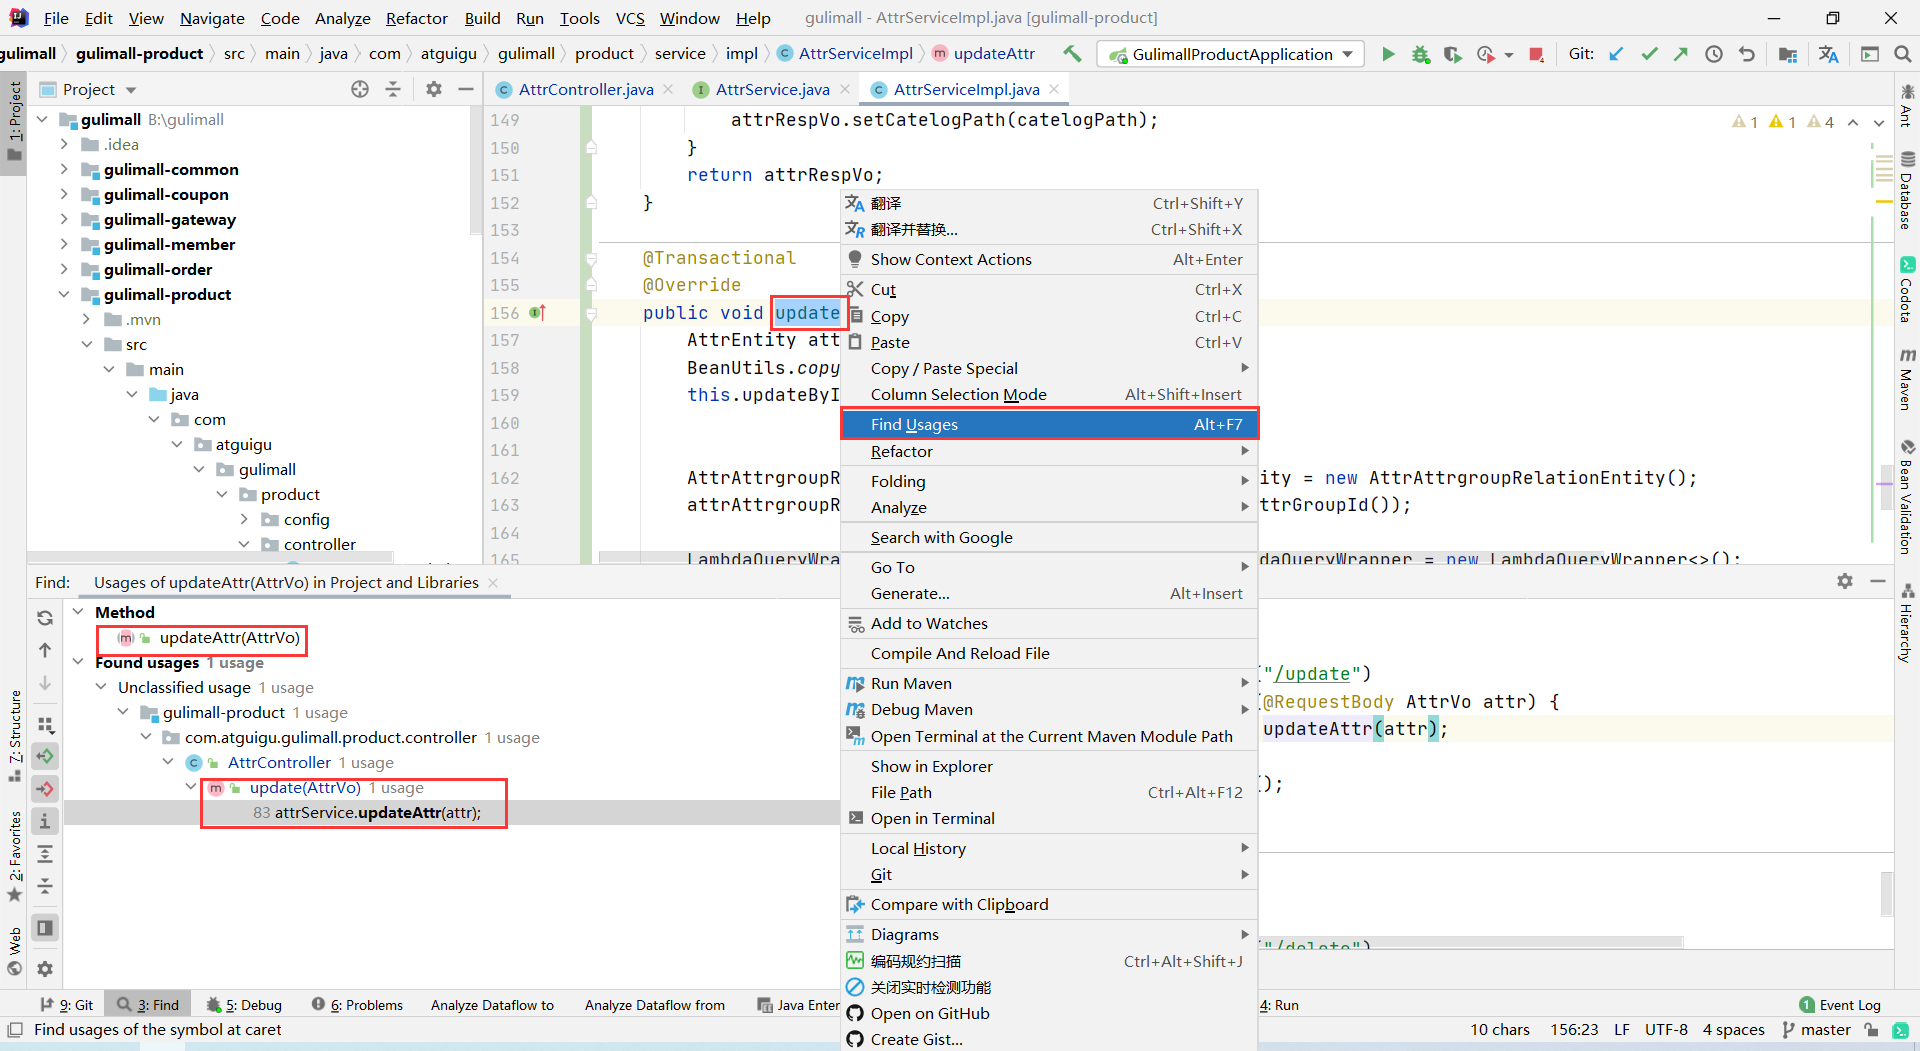 File Edit View Navigate Code Analyze Refactor Build Run Tools VCS Window Help gulimall - AttrServiceImpl.java [gulimall-product]
gulimall gulimall-product src main java com atguigu gulimall product service impl AttrServiceImpl updateAttr GulimallProductApplication Git:
1: Project
Project
AttrController.java
AttrService.java
AttrServiceImpl.java
gulimall B:\gulimall
.idea
gulimall-common
gulimall-coupon
gulimall-gateway
gulimall-member
gulimall-order
gulimall-product
.mvn
src
main
java
com
atguigu
gulimall
product
config
controller
149 attrRespVo.setCatelogPath(catelogPath);
150 }
151 return attrRespVo;
152 }
153
154 @Transactional
155 @Override
156 public void update
157 AttrEntity att
158 BeanUtils.copy
159 this.updateByI
160
161
162 AttrAttrgroupR ity = new AttrAttrgroupRelationEntity();
163 attrAttrgroupR ttrGroupId());
164
165 LambdaQueryWra daQueryWrapper = new LambdaQueryWrapper<>();
1 1 4
翻译 Ctrl+Shift+Y
翻译并替换... Ctrl+Shift+X
Show Context Actions Alt+Enter
Cut Ctrl+X
Copy Ctrl+C
Paste Ctrl+V
Copy / Paste Special
Column Selection Mode Alt+Shift+Insert
Find Usages Alt+F7
Refactor
Folding
Analyze
Search with Google
Go To
Generate... Alt+Insert
Add to Watches
Compile And Reload File
Run Maven
Debug Maven
Open Terminal at the Current Maven Module Path
Show in Explorer
File Path Ctrl+Alt+F12
Open in Terminal
Local History
Git
Compare with Clipboard
Diagrams
编码规约扫描 Ctrl+Alt+Shift+J
关闭实时检测功能
Open on GitHub
Create Gist...
Ant
Database
Codota
Maven
Bean Validation
Hierarchy
Find: Usages of updateAttr(AttrVo) in Project and Libraries
Method
updateAttr(AttrVo)
Found usages 1 usage
Unclassified usage 1 usage
gulimall-product 1 usage
com.atguigu.gulimall.product.controller 1 usage
AttrController 1 usage
update(AttrVo) 1 usage
83 attrService.updateAttr(attr);
("/update")
(@RequestBody AttrVo attr) {
updateAttr(attr);
();
("/delete")
7: Structure
2: Favorites
Web
9: Git 3: Find 5: Debug 6: Problems Analyze Dataflow to Analyze Dataflow from Java Enter 4: Run 1 Event Log
Find usages of the symbol at caret 10 chars 156:23 LF UTF-8 4 spaces master